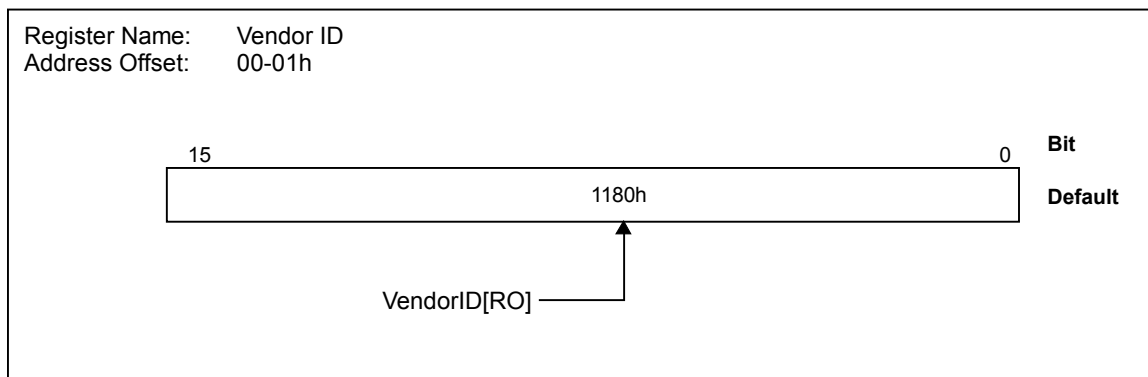 Register Name: Vendor ID
Address Offset: 00-01h
15 0 Bit
1180h Default
VendorID[RO]